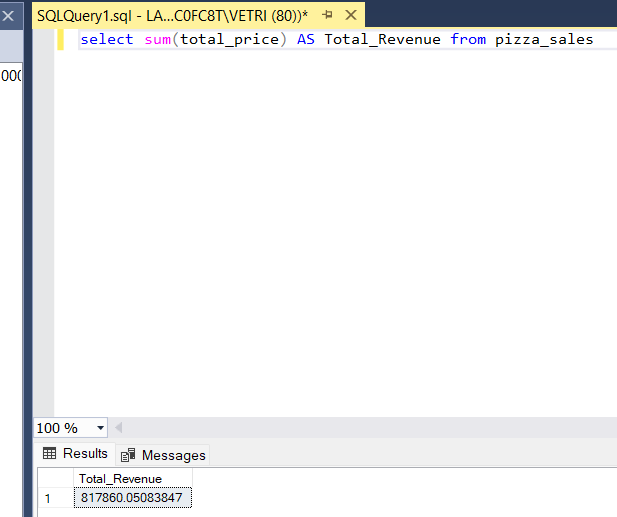 SQLQuery1.sql - LA...C0FC8T\VETRI (80))*
000
select sum(total_price) AS Total_Revenue from pizza_sales
100 %
Results Messages
Total_Revenue
1 817860.05083847